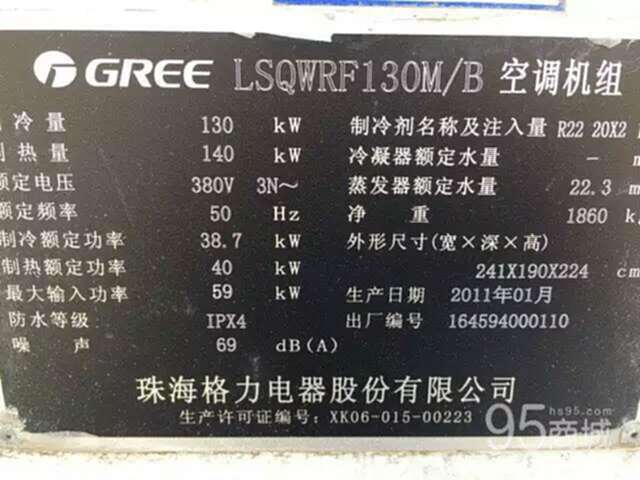 GREE LSQWRF130M/B 空调机组
冷量 130 kW 制冷剂名称及注入量 R22 20X2
热量 140 kW 冷凝器额定水量 -
额定电压 380V 3N～ 蒸发器额定水量 22.3
额定频率 50 Hz 净 重 1860
制冷额定功率 38.7 kW 外形尺寸(宽×深×高)
制热额定功率 40 kW 241X190X224 cm
最大输入功率 59 kW 生产日期 2011年01月
防水等级 IPX4 出厂编号 164594000110
噪 声 69 dB(A)
珠海格力电器股份有限公司
生产许可证编号: XK06-015-00223
95商城
hs95.com